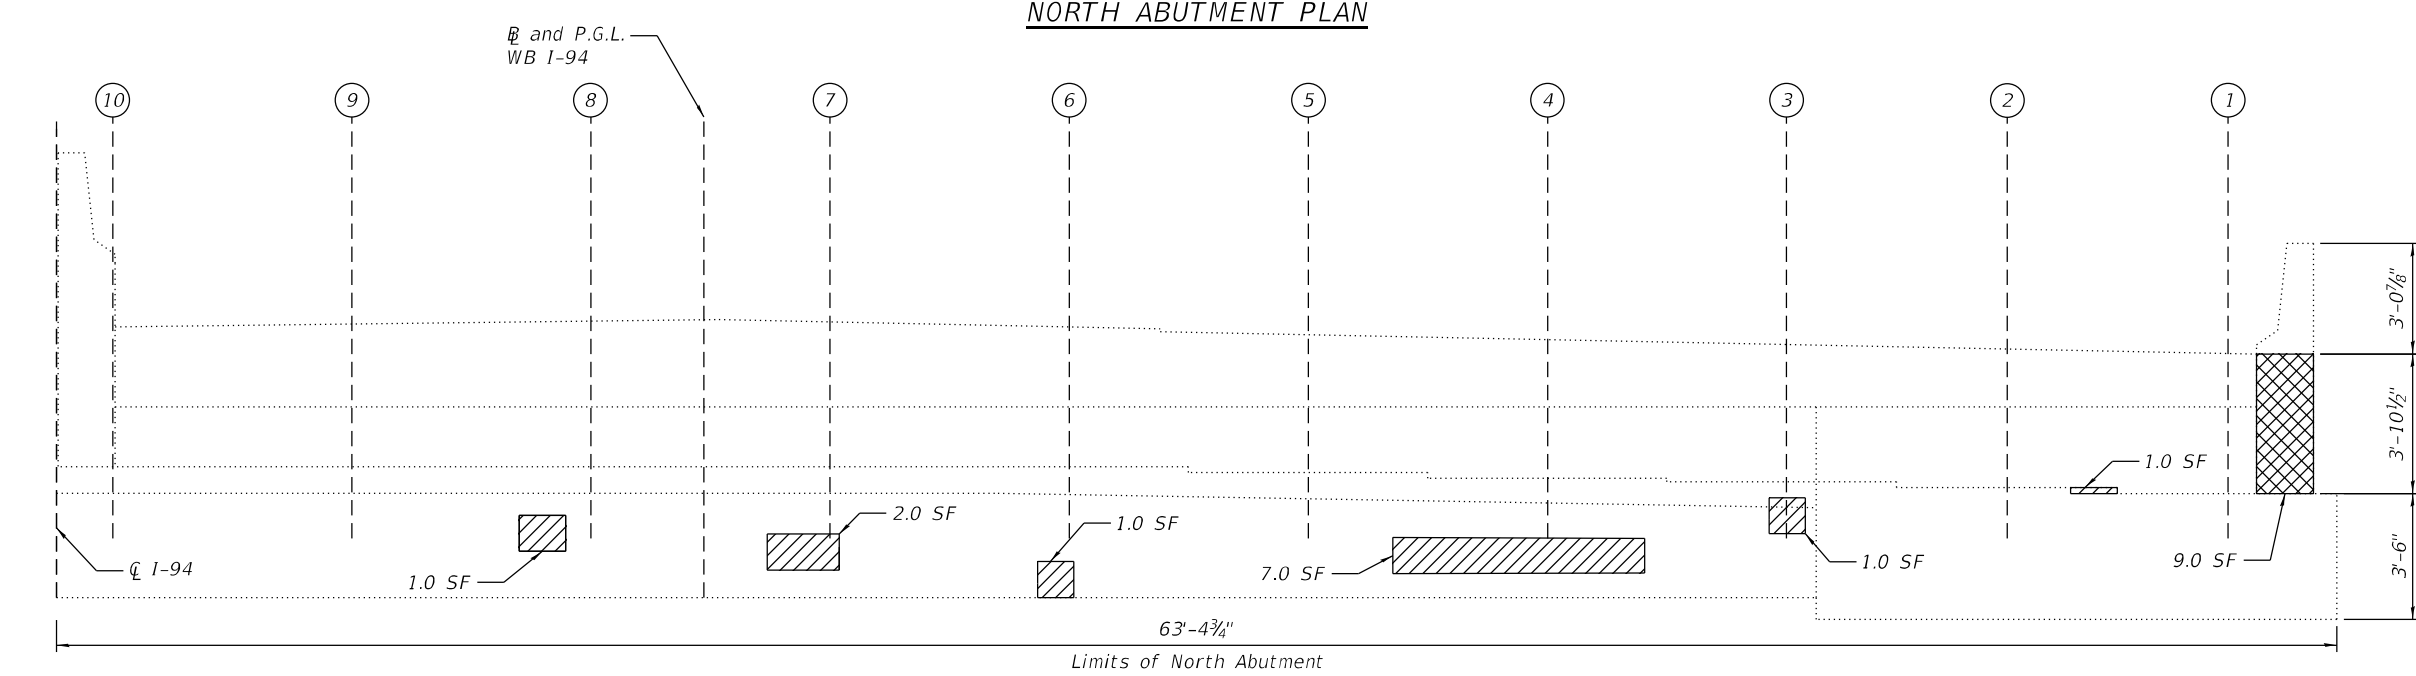 NORTH ABUTMENT PLAN
℄ and P.G.L.
WB I-94
10
9
8
7
6
5
4
3
2
1
3'-0⅞"
3'-10½"
3'-6"
1.0 SF
2.0 SF
1.0 SF
1.0 SF
7.0 SF
1.0 SF
9.0 SF
℄ I-94
63'-4¾"
Limits of North Abutment